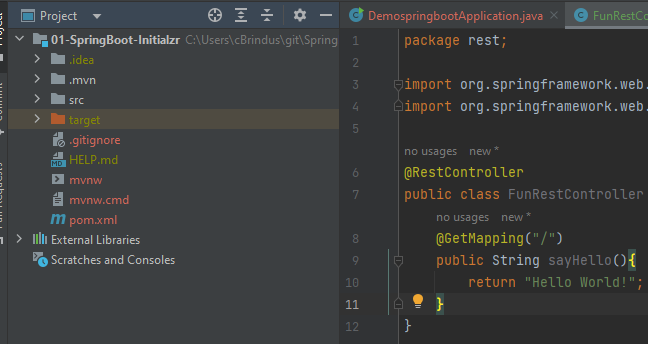 Project
01-SpringBoot-Initialzr C:\Users\cBrindus\git\Spring
.idea
.mvn
src
target
.gitignore
HELP.md
mvnw
mvnw.cmd
pom.xml
External Libraries
Scratches and Consoles
DemospringbootApplication.java
FunRestCo
1 package rest;
2
3 import org.springframework.web.
4 import org.springframework.web.
5
no usages new *
6 @RestController
7 public class FunRestController
no usages new *
8 @GetMapping("/")
9 public String sayHello(){
10 return "Hello World!";
11 }
12 }